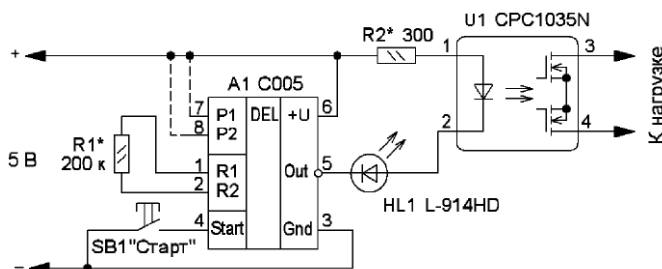 U1 CPC1035N
+
R2* 300
1
3
A1 C005
7
P1
DEL
+U
6
8
P2
R1*
200 к
2
4
К нагрузке
5 В
1
R1
Out
5
2
R2
HL1 L-914HD
4
Start
Gnd
3
SB1"Старт"
−